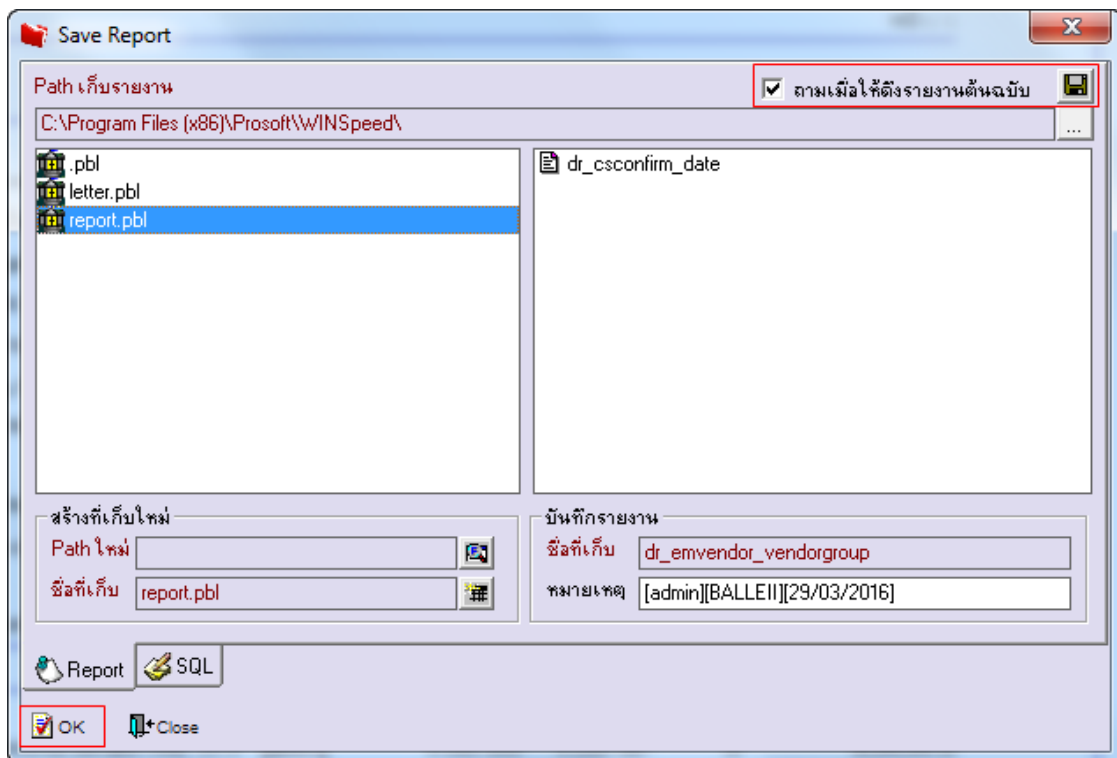 Save Report
Path เก็บรายงาน
ถามเมื่อให้ดึงรายงานต้นฉบับ
C:\Program Files (x86)\Prosoft\WINSpeed\
...
.pbl
letter.pbl
report.pbl
dr_csconfirm_date
สร้างที่เก็บใหม่
Path ใหม่
ชื่อที่เก็บ report.pbl
บันทึกรายงาน
ชื่อที่เก็บ dr_emvendor_vendorgroup
หมายเหตุ [admin][BALLEII][29/03/2016]
Report
SQL
OK
Close